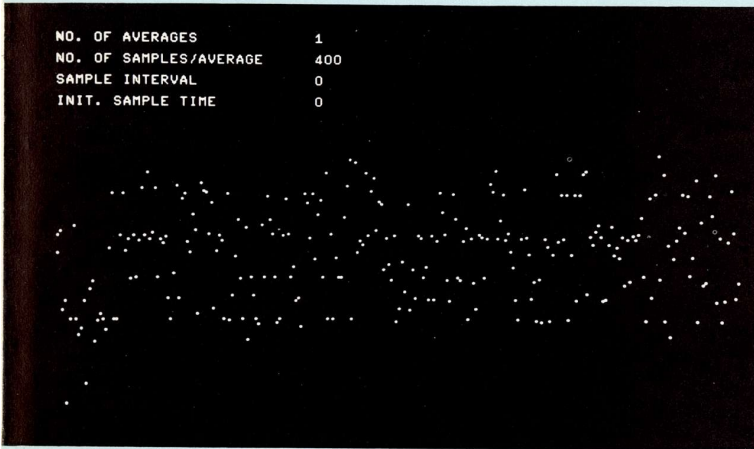 NO. OF AVERAGES 1
NO. OF SAMPLES/AVERAGE 400
SAMPLE INTERVAL 0
INIT. SAMPLE TIME 0